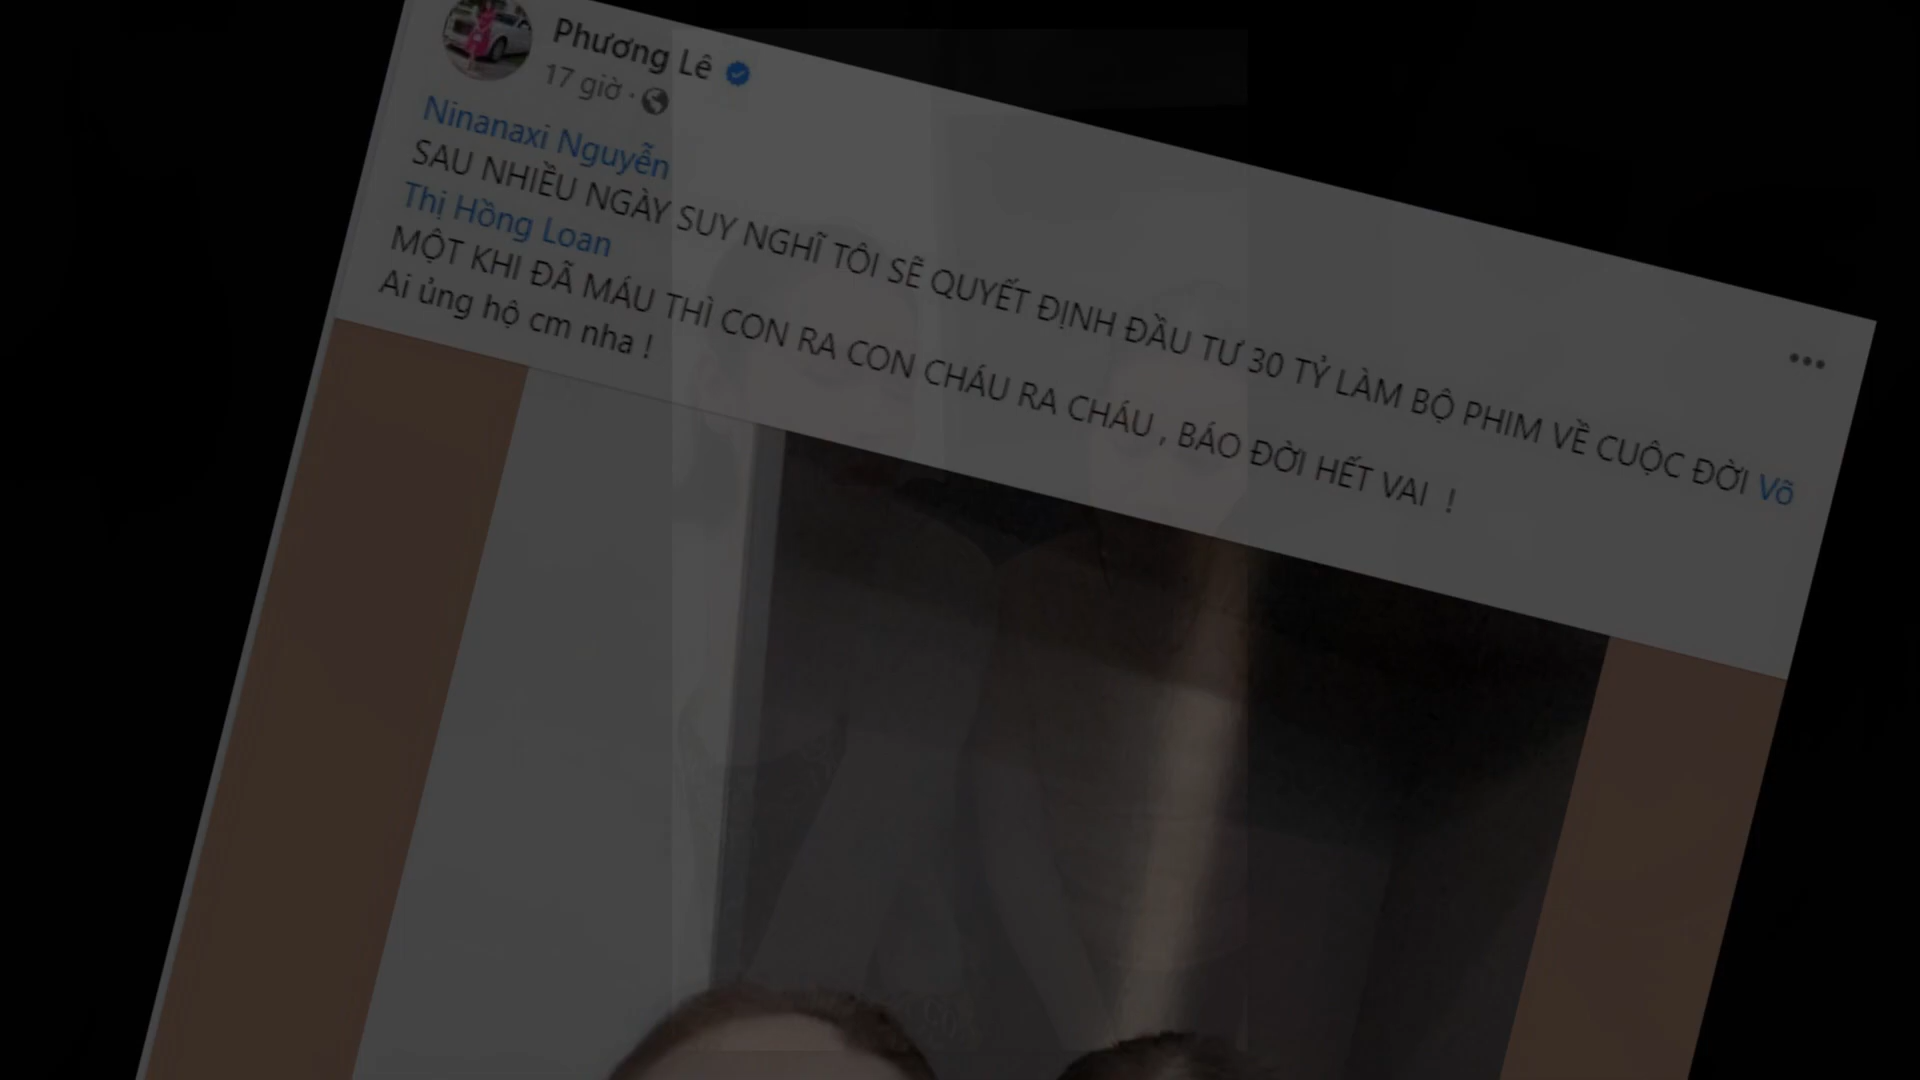 Phương Lê
17 giờ ·
Ninanaxi Nguyễn
SAU NHIỀU NGÀY SUY NGHĨ TÔI SẼ QUYẾT ĐỊNH ĐẦU TƯ 30 TỶ LÀM BỘ PHIM VỀ CUỘC ĐỜI Võ
Thị Hồng Loan
MỘT KHI ĐÃ MÁU THÌ CON RA CON CHÁU RA CHÁU , BÁO ĐỜI HẾT VAI !
Ai ủng hộ cm nha !